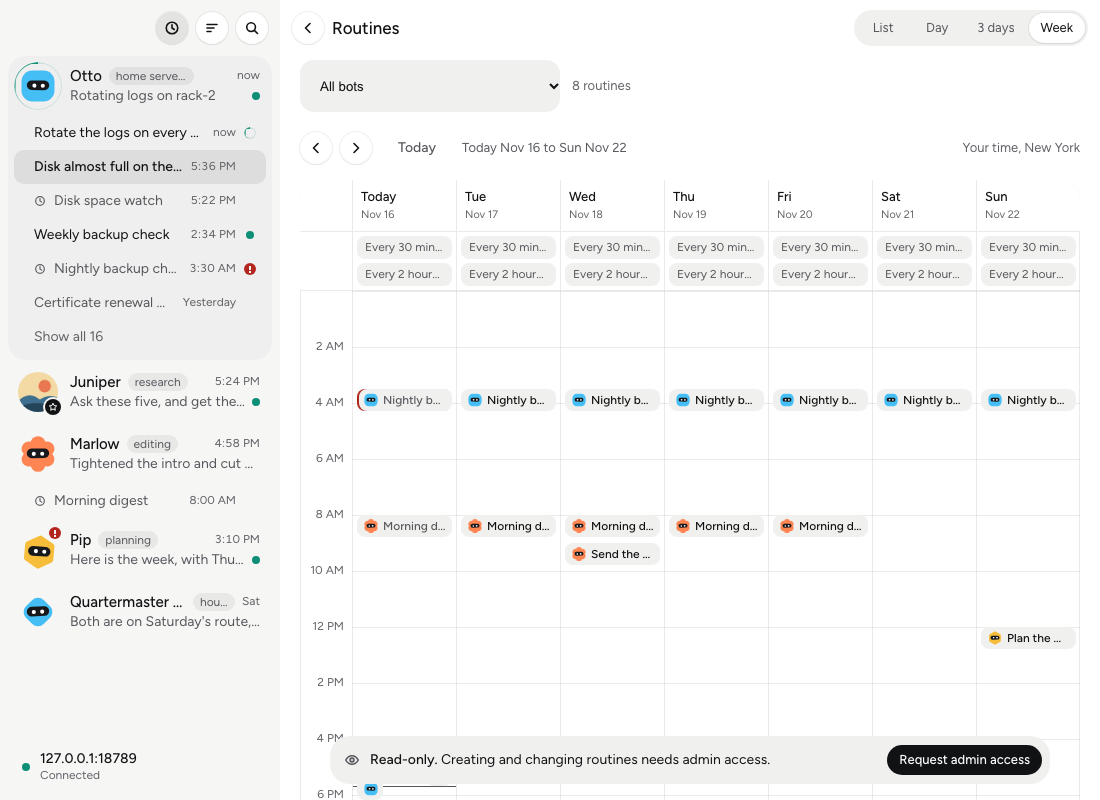 Routines
List Day 3 days Week
Otto home serve... now
Rotating logs on rack-2
Rotate the logs on every ... now
Disk almost full on the... 5:36 PM
Disk space watch 5:22 PM
Weekly backup check 2:34 PM
Nightly backup ch... 3:30 AM
Certificate renewal ... Yesterday
Show all 16
Juniper research 5:24 PM
Ask these five, and get the...
Marlow editing 4:58 PM
Tightened the intro and cut ...
Morning digest 8:00 AM
Pip planning 3:10 PM
Here is the week, with Thu...
Quartermaster ... hou... Sat
Both are on Saturday's route,...
127.0.0.1:18789
Connected
All bots
8 routines
Today Today Nov 16 to Sun Nov 22 Your time, New York
Today Tue Wed Thu Fri Sat Sun
Nov 16 Nov 17 Nov 18 Nov 19 Nov 20 Nov 21 Nov 22
Every 30 min... Every 30 min... Every 30 min... Every 30 min... Every 30 min... Every 30 min... Every 30 min...
Every 2 hour... Every 2 hour... Every 2 hour... Every 2 hour... Every 2 hour... Every 2 hour... Every 2 hour...
2 AM
4 AM Nightly b... Nightly b... Nightly b... Nightly b... Nightly b... Nightly b... Nightly b...
6 AM
8 AM
Morning d... Morning d... Morning d... Morning d... Morning d...
Send the ...
10 AM
12 PM
Plan the ...
2 PM
4 PM
Read-only. Creating and changing routines needs admin access. Request admin access
6 PM